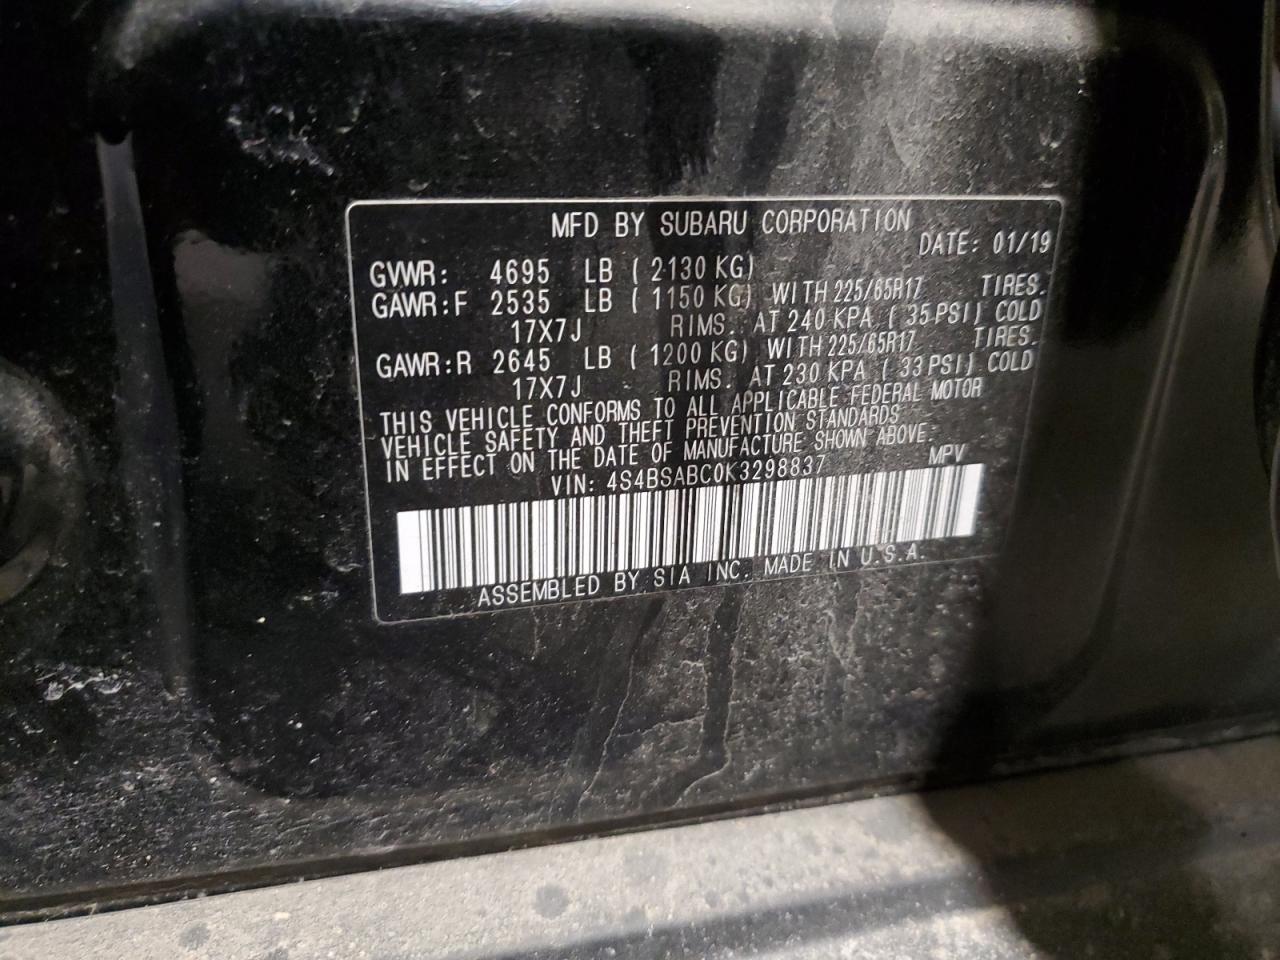 MFD BY SUBARU CORPORATION
DATE: 01/19
GVWR: 4695 LB ( 2130 KG)
GAWR:F 2535 LB ( 1150 KG) WITH 225/65R17 TIRES.
17X7J RIMS. AT 240 KPA ( 35 PSI) COLD
GAWR:R 2645 LB ( 1200 KG) WITH 225/65R17 TIRES.
17X7J RIMS. AT 230 KPA ( 33 PSI) COLD
THIS VEHICLE CONFORMS TO ALL APPLICABLE FEDERAL MOTOR
VEHICLE SAFETY AND THEFT PREVENTION STANDARDS
IN EFFECT ON THE DATE OF MANUFACTURE SHOWN ABOVE.
VIN: 4S4BSABC0K3298837 MPV
ASSEMBLED BY SIA INC. MADE IN U.S.A.